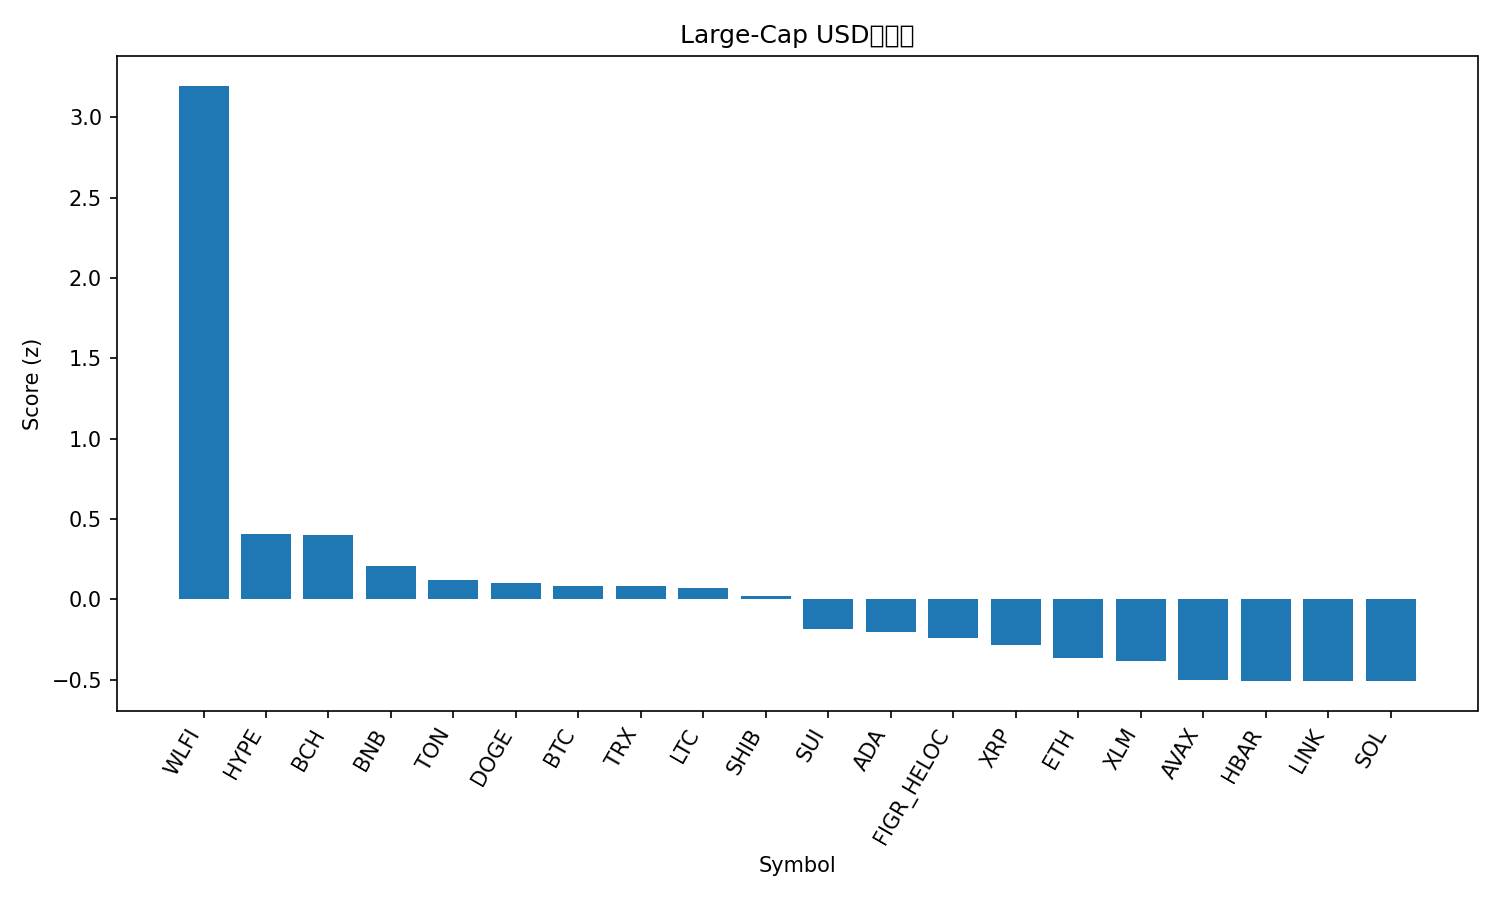 Large-Cap USD
3.0
2.5
2.0
1.5
1.0
0.5
0.0
−0.5
Score (z)
WLFI
HYPE
BCH
BNB
TON
DOGE
BTC
TRX
LTC
SHIB
SUI
ADA
FIGR_HELOC
XRP
ETH
XLM
AVAX
HBAR
LINK
SOL
Symbol